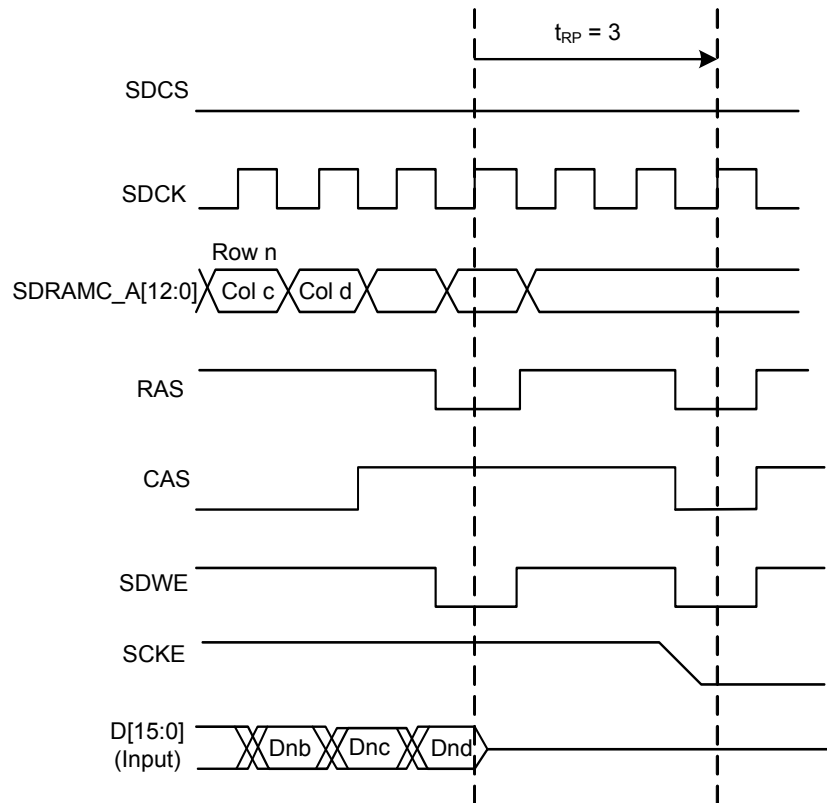 t_RP = 3
SDCS
SDCK
Row n
SDRAMC_A[12:0]
Col c
Col d
RAS
CAS
SDWE
SCKE
D[15:0]
(Input)
Dnb
Dnc
Dnd